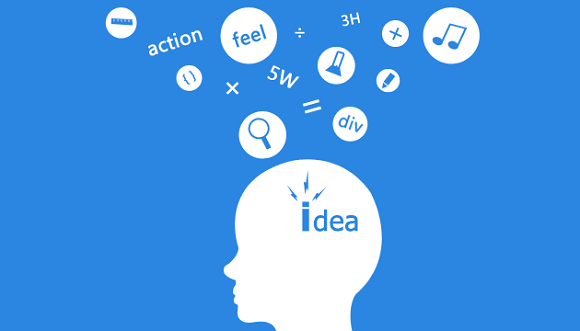 action
feel
÷
3H
+
{}
×
5W
=
div
idea